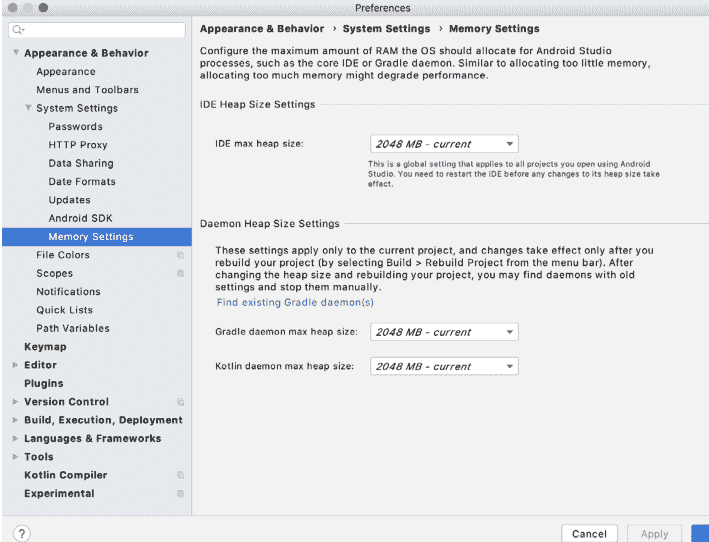 Preferences
Appearance & Behavior
Appearance
Menus and Toolbars
System Settings
Passwords
HTTP Proxy
Data Sharing
Date Formats
Updates
Android SDK
Memory Settings
File Colors
Scopes
Notifications
Quick Lists
Path Variables
Keymap
Editor
Plugins
Version Control
Build, Execution, Deployment
Languages & Frameworks
Tools
Kotlin Compiler
Experimental
?
Appearance & Behavior › System Settings › Memory Settings
Configure the maximum amount of RAM the OS should allocate for Android Studio
processes, such as the core IDE or Gradle daemon. Similar to allocating too little memory,
allocating too much memory might degrade performance.
IDE Heap Size Settings
IDE max heap size: 2048 MB - current
This is a global setting that applies to all projects you open using Android
Studio. You need to restart the IDE before any changes to its heap size take
effect.
Daemon Heap Size Settings
These settings apply only to the current project, and changes take effect only after you
rebuild your project (by selecting Build > Rebuild Project from the menu bar). After
changing the heap size and rebuilding your project, you may find daemons with old
settings and stop them manually.
Find existing Gradle daemon(s)
Gradle daemon max heap size: 2048 MB - current
Kotlin daemon max heap size: 2048 MB - current
Cancel Apply